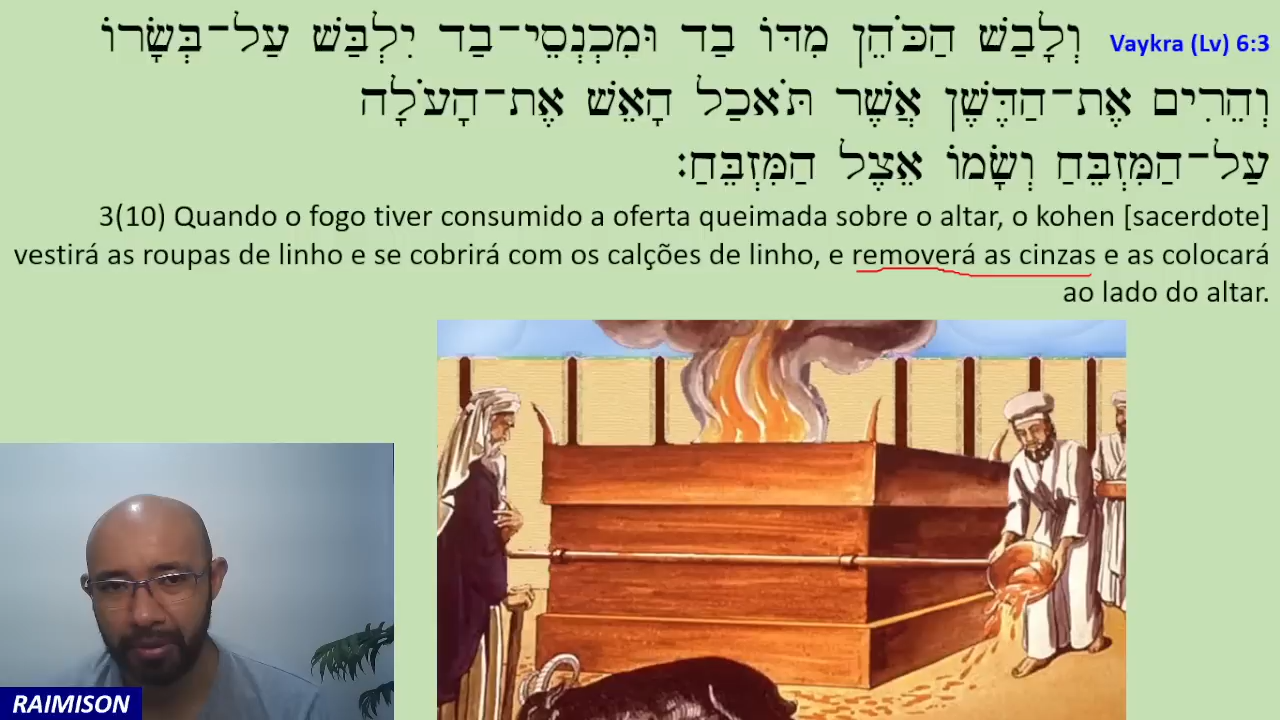 וְלָבַשׁ הַכֹּהֵן מִדּוֹ בַד וּמִכְנְסֵי־בַד יִלְבַּשׁ עַל־בְּשָׂרוֹ Vaykra (Lv) 6:3
וְהֵרִים אֶת־הַדֶּשֶׁן אֲשֶׁר תֹּאכַל הָאֵשׁ אֶת־הָעֹלָה
עַל־הַמִּזְבֵּחַ וְשָׂמוֹ אֵצֶל הַמִּזְבֵּחַ׃
3(10) Quando o fogo tiver consumido a oferta queimada sobre o altar, o kohen [sacerdote]
vestirá as roupas de linho e se cobrirá com os calções de linho, e removerá as cinzas e as colocará
ao lado do altar.
RAIMISON